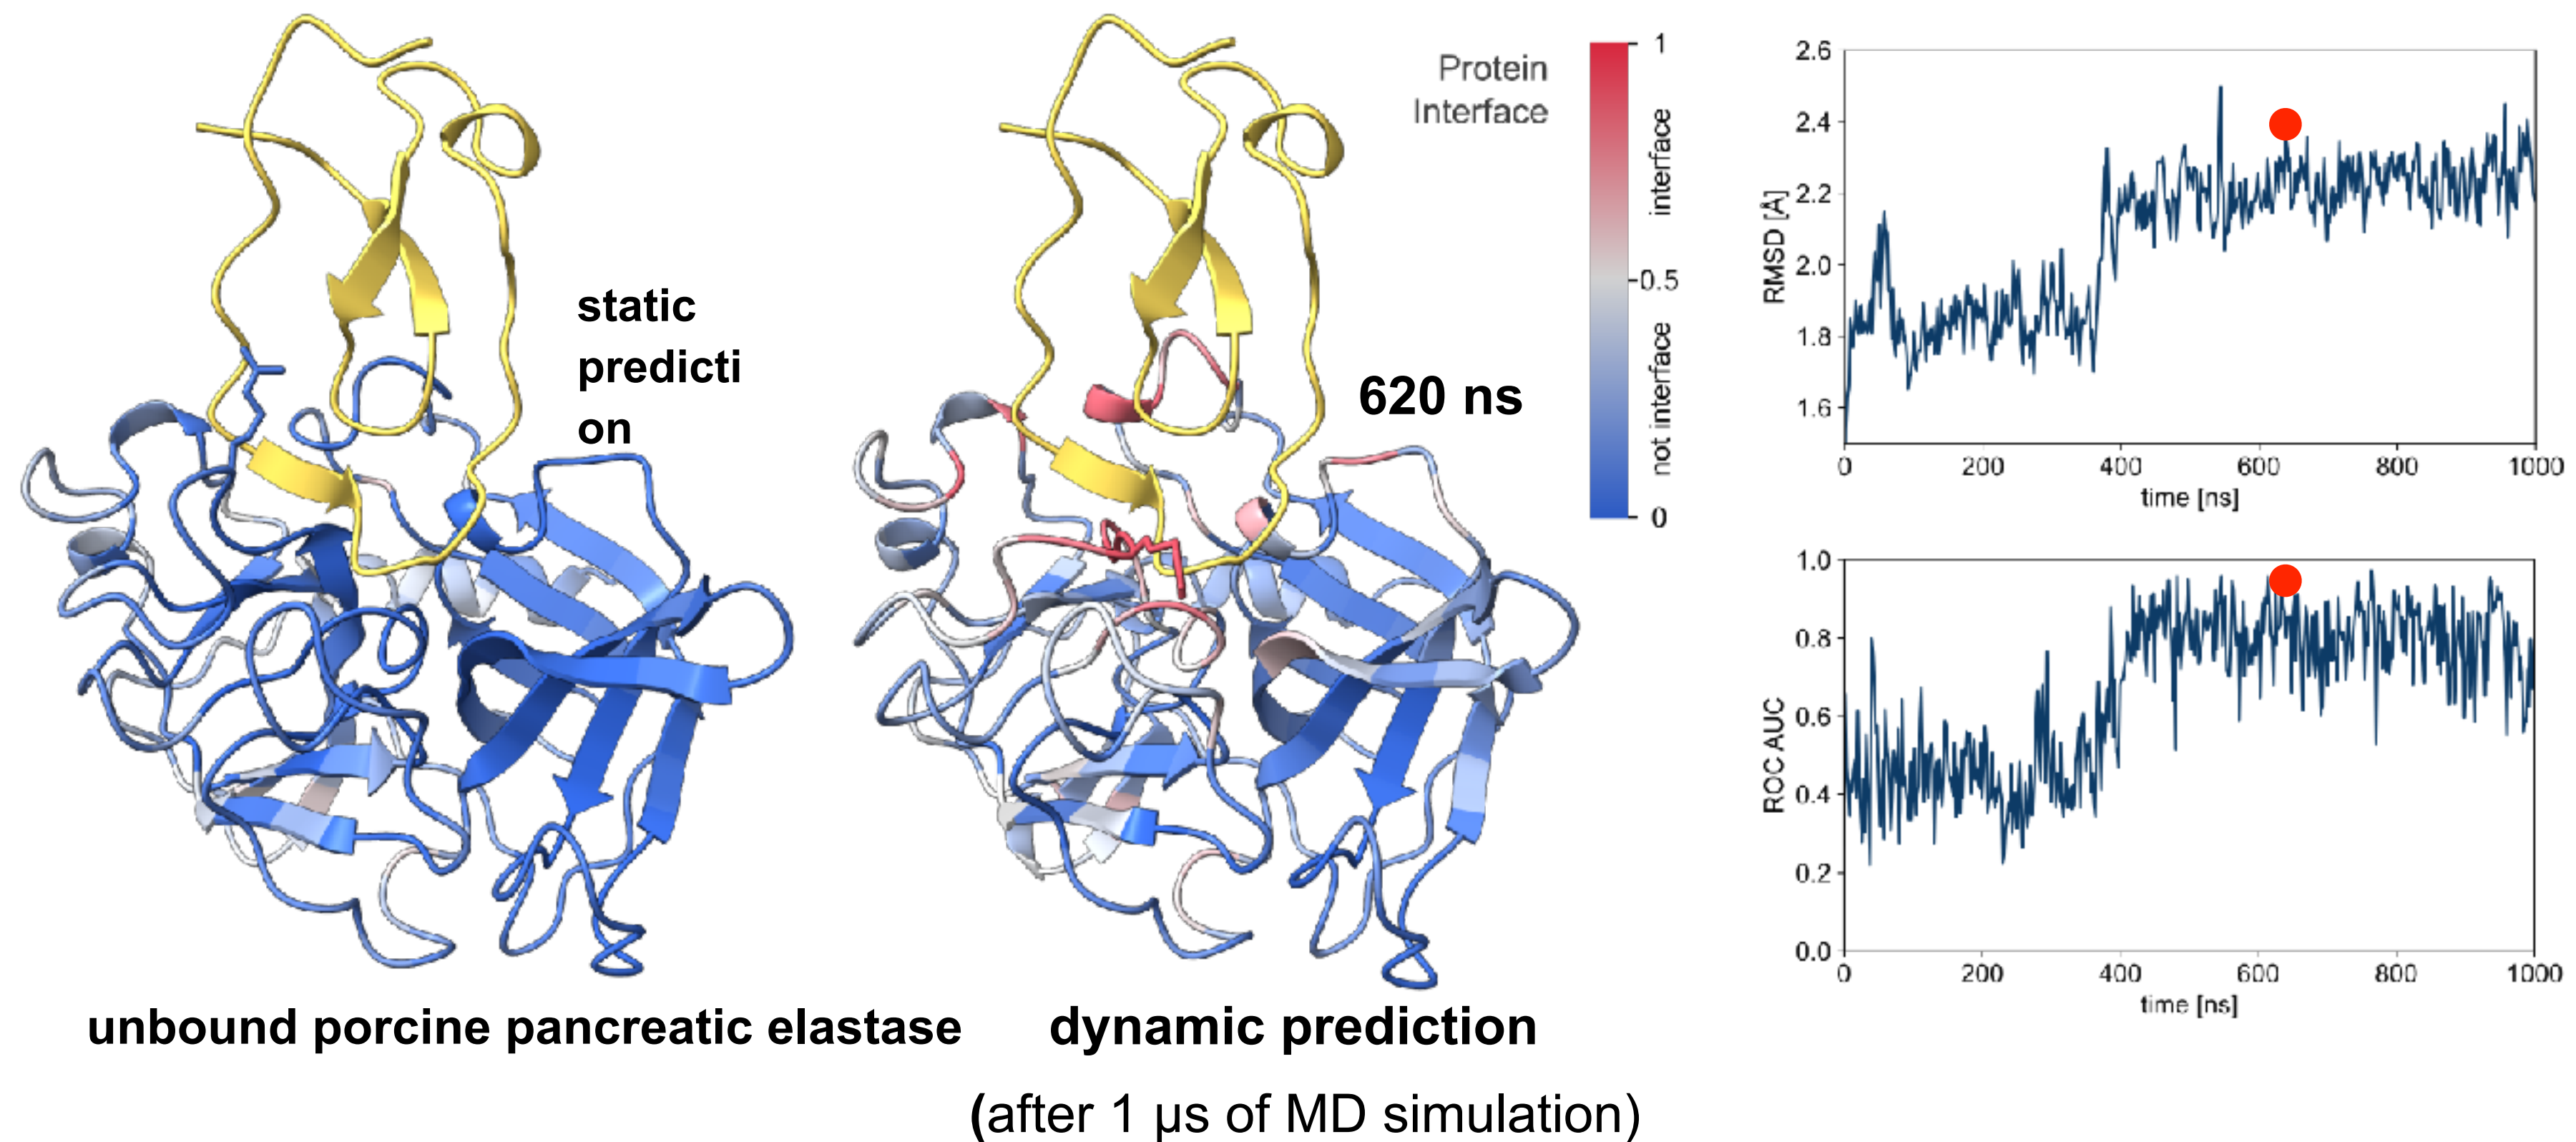 static
predicti
on
unbound porcine pancreatic elastase
620 ns
dynamic prediction
(after 1 µs of MD simulation)
Protein
Interface
1
0.5
0
interface
not interface
2.6
2.4
2.2
2.0
1.8
1.6
RMSD [Å]
0 200 400 600 800 1000
time [ns]
1.0
0.8
0.6
0.4
0.2
0.0
ROC AUC
0 200 400 600 800 1000
time [ns]